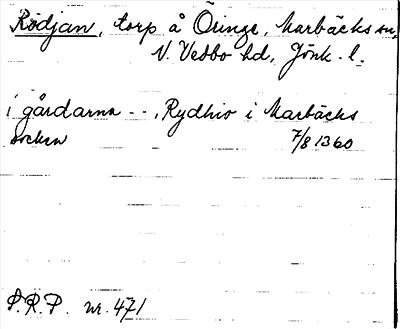 Rödjan, torp å Öringe, Marbäcks sn,
N. Vedbo hd, Jönk. l.
i gårdarna --, Rydhio i Marbäcks
socken 7/8 1360
S.R.P. nr. 471